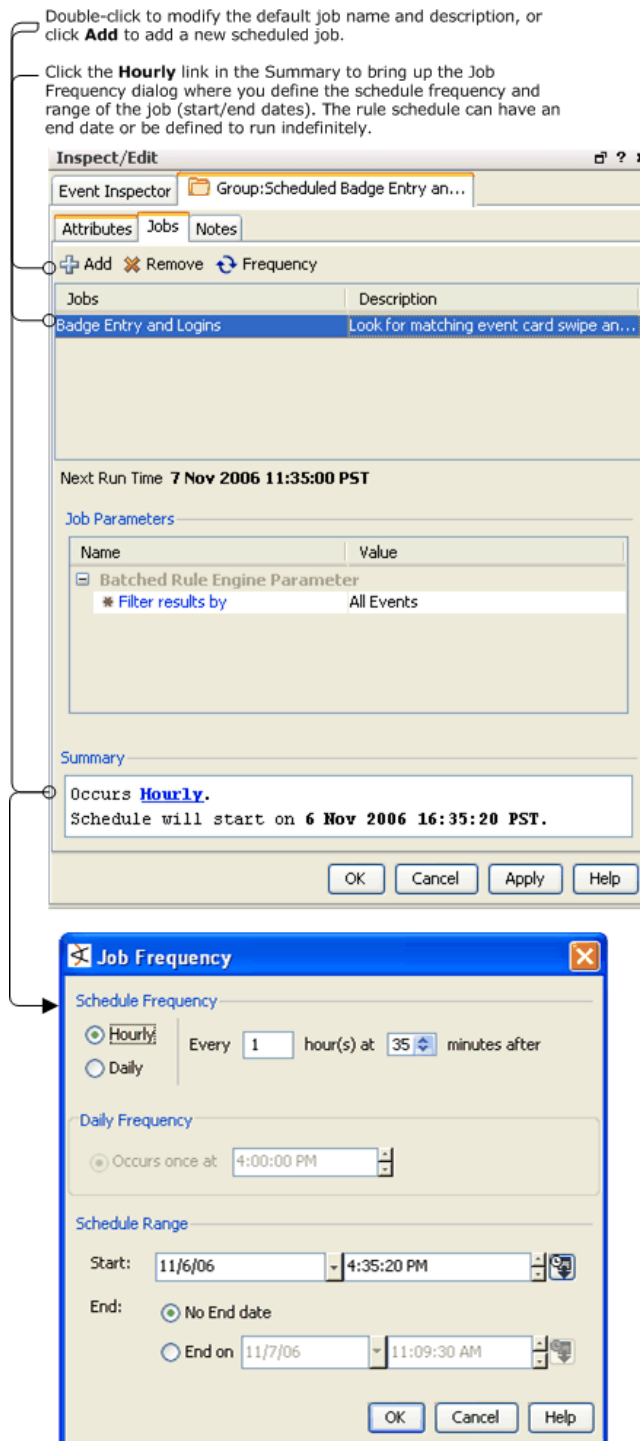 Double-click to modify the default job name and description, or
click Add to add a new scheduled job.
Click the Hourly link in the Summary to bring up the Job
Frequency dialog where you define the schedule frequency and
range of the job (start/end dates). The rule schedule can have an
end date or be defined to run indefinitely.
Inspect/Edit
Event Inspector Group:Scheduled Badge Entry an...
Attributes Jobs Notes
Add Remove Frequency
Jobs Description
Badge Entry and Logins Look for matching event card swipe an...
Next Run Time 7 Nov 2006 11:35:00 PST
Job Parameters
Name Value
Batched Rule Engine Parameter
Filter results by All Events
Summary
Occurs Hourly.
Schedule will start on 6 Nov 2006 16:35:20 PST.
OK Cancel Apply Help
Job Frequency
Schedule Frequency
Hourly Every 1 hour(s) at 35 minutes after
Daily
Daily Frequency
Occurs once at 4:00:00 PM
Schedule Range
Start: 11/6/06 4:35:20 PM
End: No End date
End on 11/7/06 11:09:30 AM
OK Cancel Help